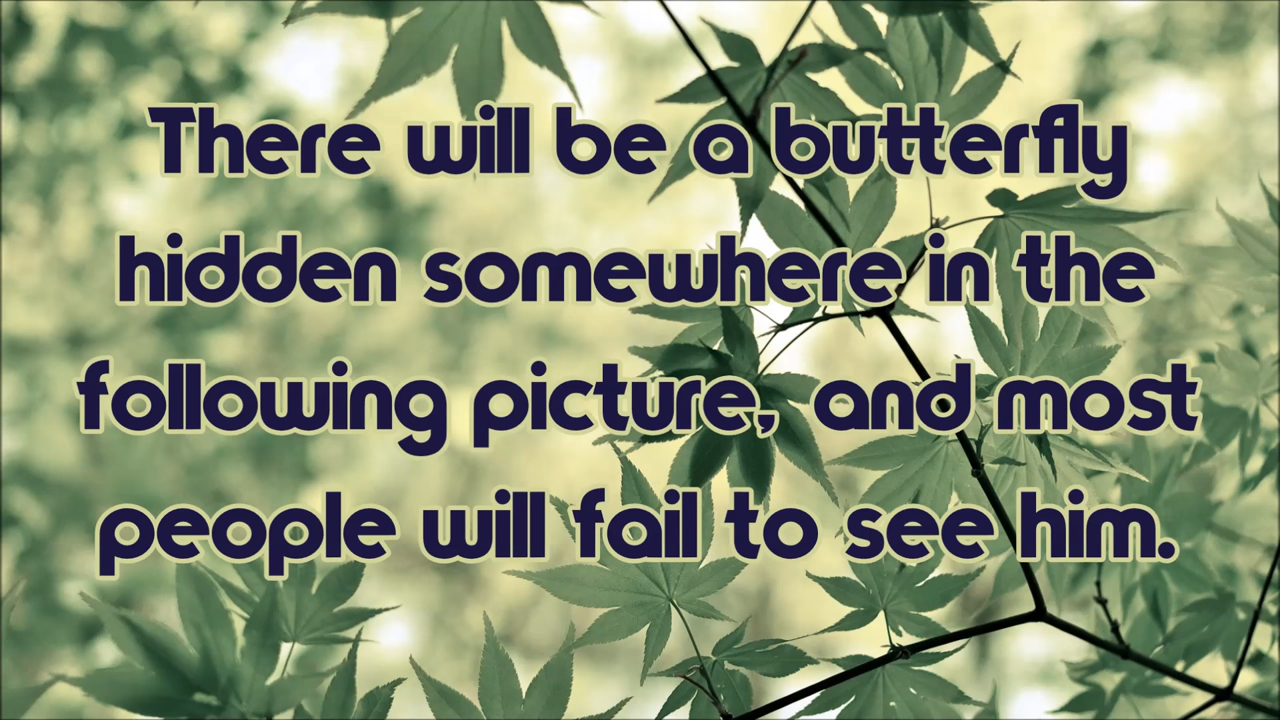 There will be a butterfly
hidden somewhere in the
following picture, and most
people will fail to see him.